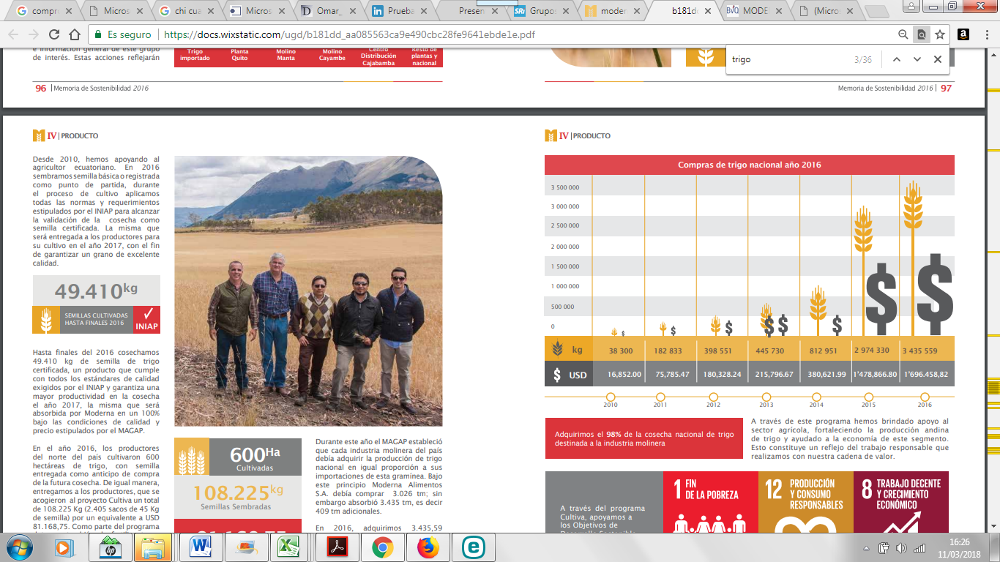 compr
Micros
chi cua
Micros
Omar_
Prueba
Presen
SRi Grupos
moder
b181d
BVQ MODE
(Micros
Es seguro | https://docs.wixstatic.com/ugd/b181dd_aa085563ca9e490cbc28fe9641ebde1e.pdf
trigo 3/36
e información general de este grupo
de interés. Estas acciones reflejarán
Trigo
importado
Planta
Quito
Molino
Manta
Molino
Cayambe
Centro
Distribución
Cajabamba
Resto de
plantas y
nacional
96 | Memoria de Sostenibilidad 2016
Memoria de Sostenibilidad 2016 | 97
IV | PRODUCTO
Desde 2010, hemos apoyando al
agricultor ecuatoriano. En 2016
sembramos semilla básica o registrada
como punto de partida, durante
el proceso de cultivo aplicamos
todas las normas y requerimientos
estipulados por el INIAP para alcanzar
la validación de la cosecha como
semilla certificada. La misma que
será entregada a los productores para
su cultivo en el año 2017, con el fin
de garantizar un grano de excelente
calidad.
49.410kg
SEMILLAS CULTIVADAS
HASTA FINALES 2016
INIAP
Hasta finales del 2016 cosechamos
49.410 kg de semilla de trigo
certificada, un producto que cumple
con todos los estándares de calidad
exigidos por el INIAP y garantiza una
mayor productividad en la cosecha
el año 2017, la misma que será
absorbida por Moderna en un 100%
bajo las condiciones de calidad y
precio estipulados por el MAGAP.
En el año 2016, los productores
del norte del país cultivaron 600
hectáreas de trigo, con semilla
entregada como anticipo de compra
de la futura cosecha. De igual manera,
entregamos a los productores, que se
acogieron al proyecto Cultiva un total
de 108.225 Kg (2.405 sacos de 45 Kg
de semilla) por un equivalente a USD
81.168,75. Como parte del programa
600Ha
Cultivadas
108.225kg
Semillas Sembradas
Durante este año el MAGAP estableció
que cada industria molinera del país
debía adquirir la producción de trigo
nacional en igual proporción a sus
importaciones de esta gramínea. Bajo
este principio Moderna Alimentos
S.A. debía comprar 3.026 tm; sin
embargo absorbió 3.435 tm, es decir
409 tm adicionales.
En 2016, adquirimos 3.435,59
IV | PRODUCTO
Compras de trigo nacional año 2016
3 500 000
3 000 000
2 500 000
2 000 000
1 500 000
1 000 000
500 000
0
$ $ $ $ $ $ $ $
kg 38 300 182 833 398 551 445 730 812 951 2 974 330 3 435 559
$ USD 16,852.00 75,785.47 180,328.24 215,796.67 380,621.99 1'478,866.80 1'696.458,82
2010 2011 2012 2013 2014 2015 2016
Adquirimos el 98% de la cosecha nacional de trigo
destinada a la industria molinera
A través de este programa hemos brindado apoyo al
sector agrícola, fortaleciendo la producción andina
de trigo y ayudado a la economía de este segmento.
Esto constituye un reflejo del trabajo responsable que
realizamos con nuestra cadena de valor.
A través del programa
Cultiva, apoyamos a
los Objetivos de
1 FIN
DE LA POBREZA
12 PRODUCCIÓN
Y CONSUMO
RESPONSABLES
8 TRABAJO DECENTE
Y CRECIMIENTO
ECONÓMICO
16:26
11/03/2018